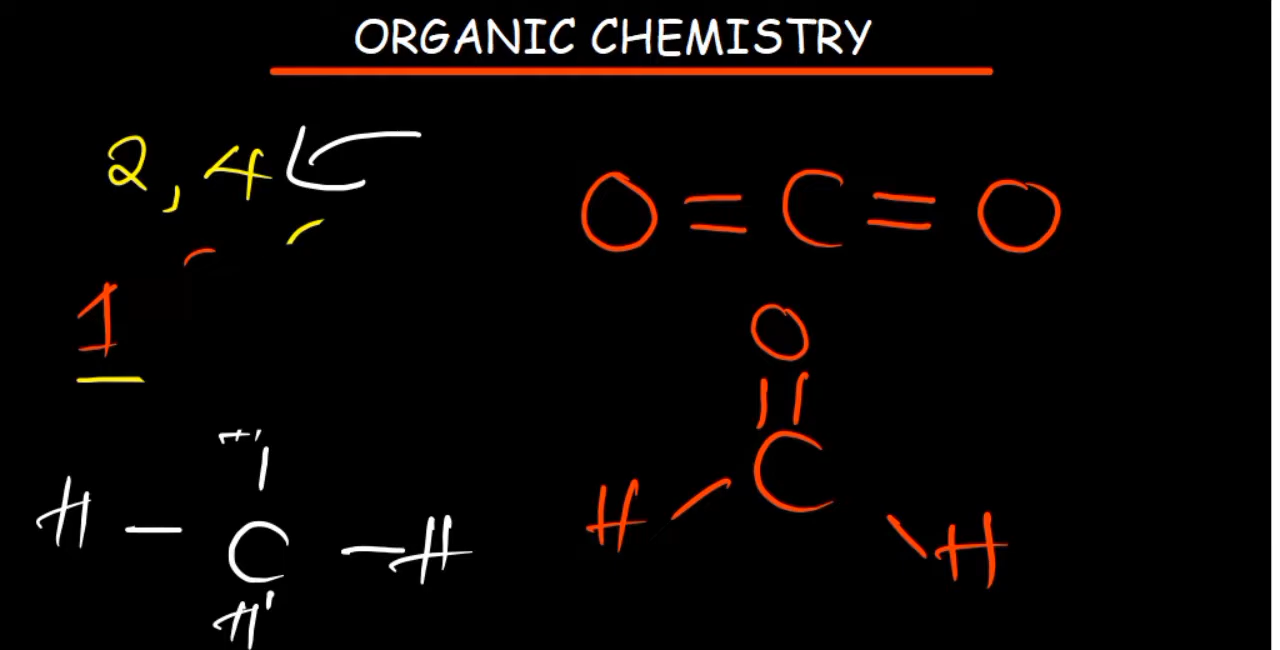 ORGANIC CHEMISTRY
2, 4
O = C = O
1
O
||
C
H
H
H - C - H
H